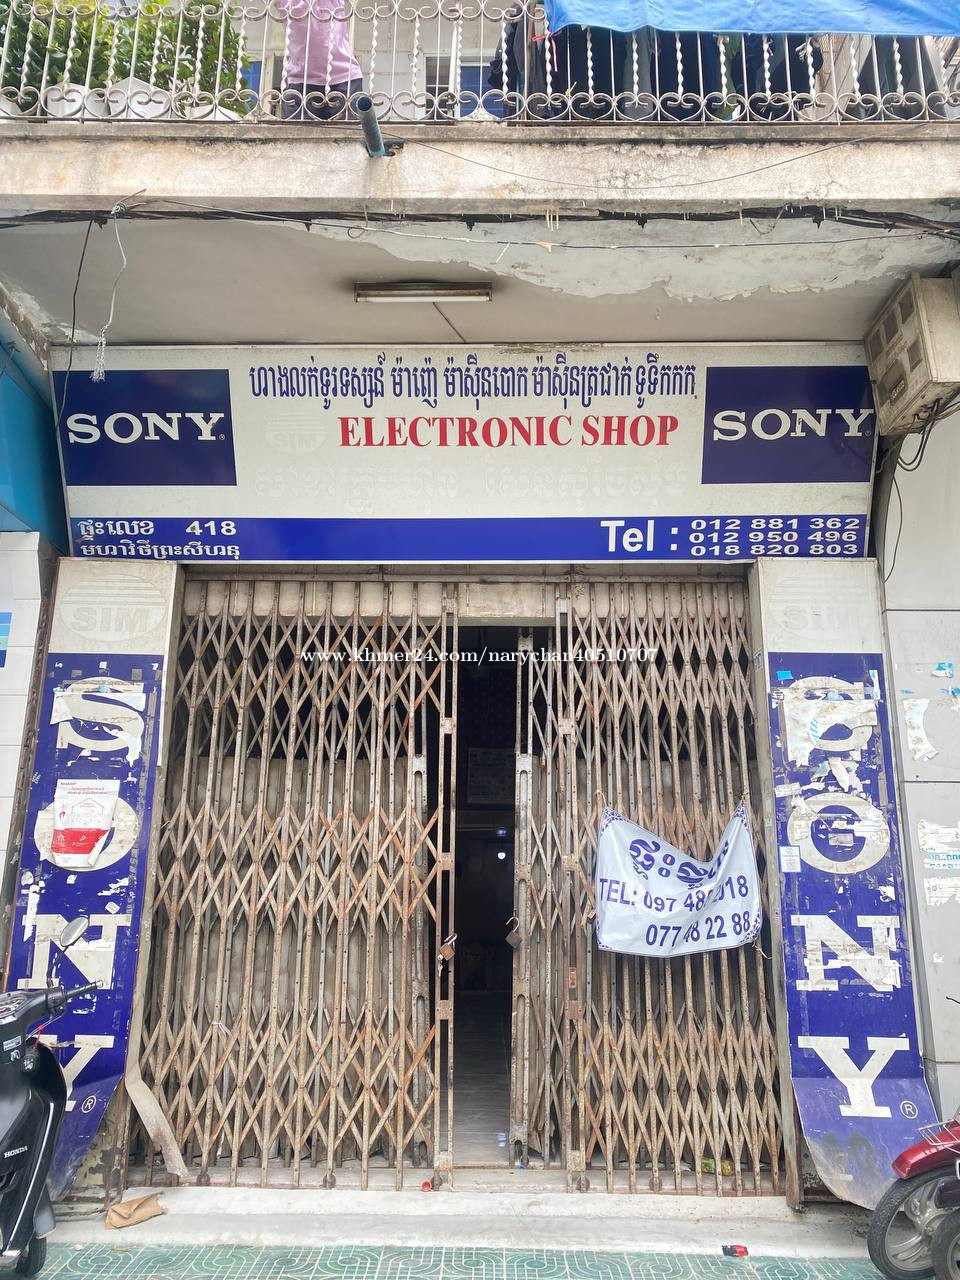 ហាងលក់ទូរទស្សន៍ ម៉ាញ៉េ ម៉ាស៊ីនបោក ម៉ាស៊ីនត្រជាក់ ទូទឹកកក
SONY
ELECTRONIC SHOP
SONY
ផ្ទះលេខ 418
មហាវិថីព្រះសីហនុ
Tel : 012 881 362
012 950 496
018 820 803
SIM
SIM
www.khmer24.com/narychan40510707
SONY
SONY
TEL: 097
077 48 22 88
HONDA